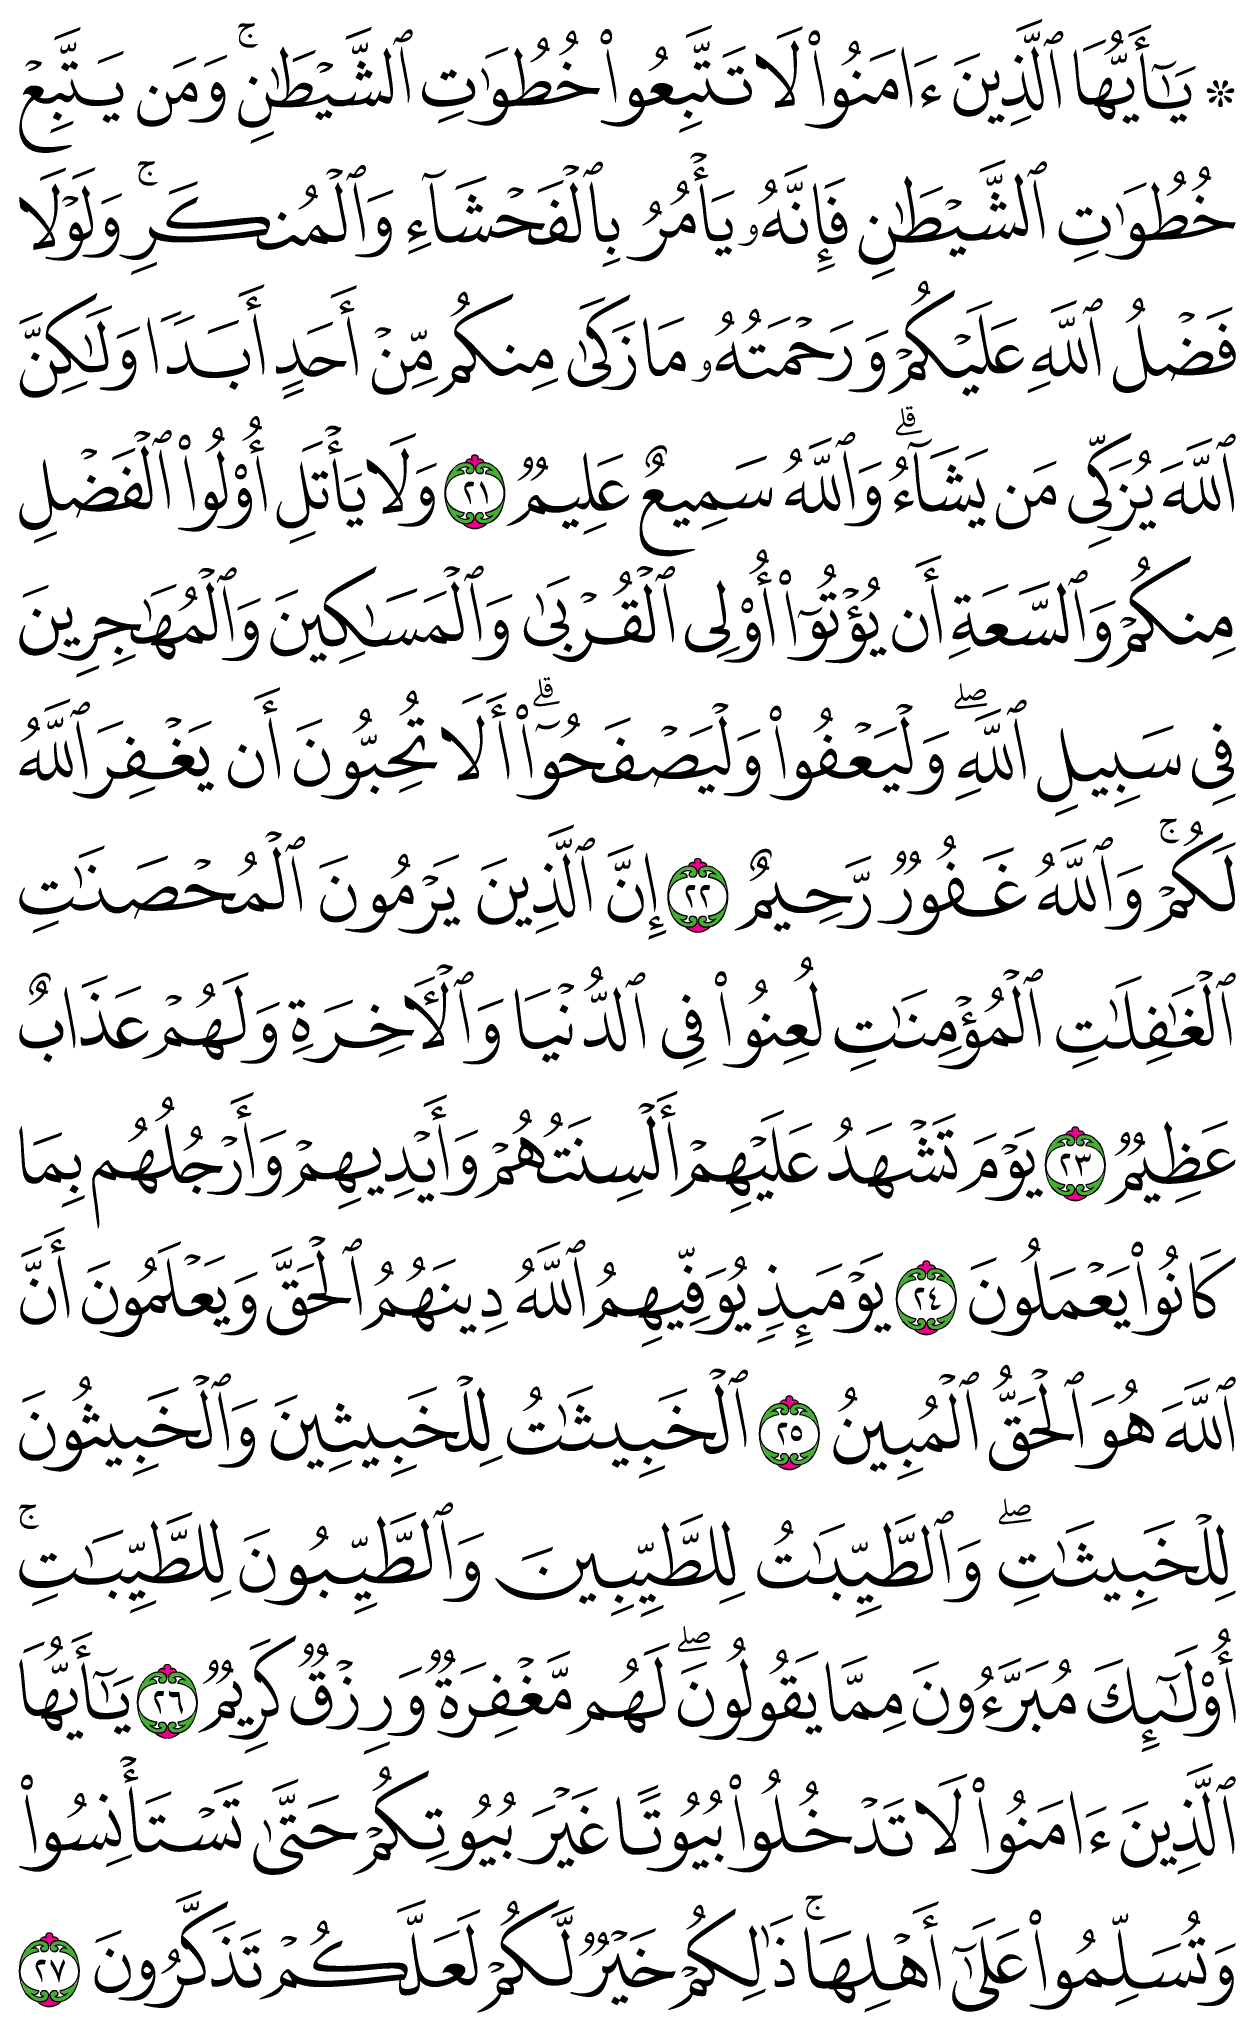 ۞ يَـٰٓأَيُّهَا ٱلَّذِينَ ءَامَنُوا۟ لَا تَتَّبِعُوا۟ خُطُوَٰتِ ٱلشَّيْطَـٰنِ ۚ وَمَن يَتَّبِعْ
خُطُوَٰتِ ٱلشَّيْطَـٰنِ فَإِنَّهُۥ يَأْمُرُ بِٱلْفَحْشَآءِ وَٱلْمُنكَرِ ۚ وَلَوْلَا
فَضْلُ ٱللَّهِ عَلَيْكُمْ وَرَحْمَتُهُۥ مَا زَكَىٰ مِنكُم مِّنْ أَحَدٍ أَبَدًا وَلَـٰكِنَّ
ٱللَّهَ يُزَكِّى مَن يَشَآءُ ۗ وَٱللَّهُ سَمِيعٌ عَلِيمٌ ٢١ وَلَا يَأْتَلِ أُو۟لُوا۟ ٱلْفَضْلِ
مِنكُمْ وَٱلسَّعَةِ أَن يُؤْتُوٓا۟ أُو۟لِى ٱلْقُرْبَىٰ وَٱلْمَسَـٰكِينَ وَٱلْمُهَـٰجِرِينَ
فِى سَبِيلِ ٱللَّهِ ۖ وَلْيَعْفُوا۟ وَلْيَصْفَحُوٓا۟ ۗ أَلَا تُحِبُّونَ أَن يَغْفِرَ ٱللَّهُ
لَكُمْ ۚ وَٱللَّهُ غَفُورٌ رَّحِيمٌ ٢٢ إِنَّ ٱلَّذِينَ يَرْمُونَ ٱلْمُحْصَنَـٰتِ
ٱلْغَـٰفِلَـٰتِ ٱلْمُؤْمِنَـٰتِ لُعِنُوا۟ فِى ٱلدُّنْيَا وَٱلْـَٔاخِرَةِ وَلَهُمْ عَذَابٌ
عَظِيمٌ ٢٣ يَوْمَ تَشْهَدُ عَلَيْهِمْ أَلْسِنَتُهُمْ وَأَيْدِيهِمْ وَأَرْجُلُهُم بِمَا
كَانُوا۟ يَعْمَلُونَ ٢٤ يَوْمَئِذٍ يُوَفِّيهِمُ ٱللَّهُ دِينَهُمُ ٱلْحَقَّ وَيَعْلَمُونَ أَنَّ
ٱللَّهَ هُوَ ٱلْحَقُّ ٱلْمُبِينُ ٢٥ ٱلْخَبِيثَـٰتُ لِلْخَبِيثِينَ وَٱلْخَبِيثُونَ
لِلْخَبِيثَـٰتِ ۖ وَٱلطَّيِّبَـٰتُ لِلطَّيِّبِينَ وَٱلطَّيِّبُونَ لِلطَّيِّبَـٰتِ ۚ
أُو۟لَـٰٓئِكَ مُبَرَّءُونَ مِمَّا يَقُولُونَ ۖ لَهُم مَّغْفِرَةٌ وَرِزْقٌ كَرِيمٌ ٢٦ يَـٰٓأَيُّهَا
ٱلَّذِينَ ءَامَنُوا۟ لَا تَدْخُلُوا۟ بُيُوتًا غَيْرَ بُيُوتِكُمْ حَتَّىٰ تَسْتَأْنِسُوا۟
وَتُسَلِّمُوا۟ عَلَىٰٓ أَهْلِهَا ۚ ذَٰلِكُمْ خَيْرٌ لَّكُمْ لَعَلَّكُمْ تَذَكَّرُونَ ٢٧